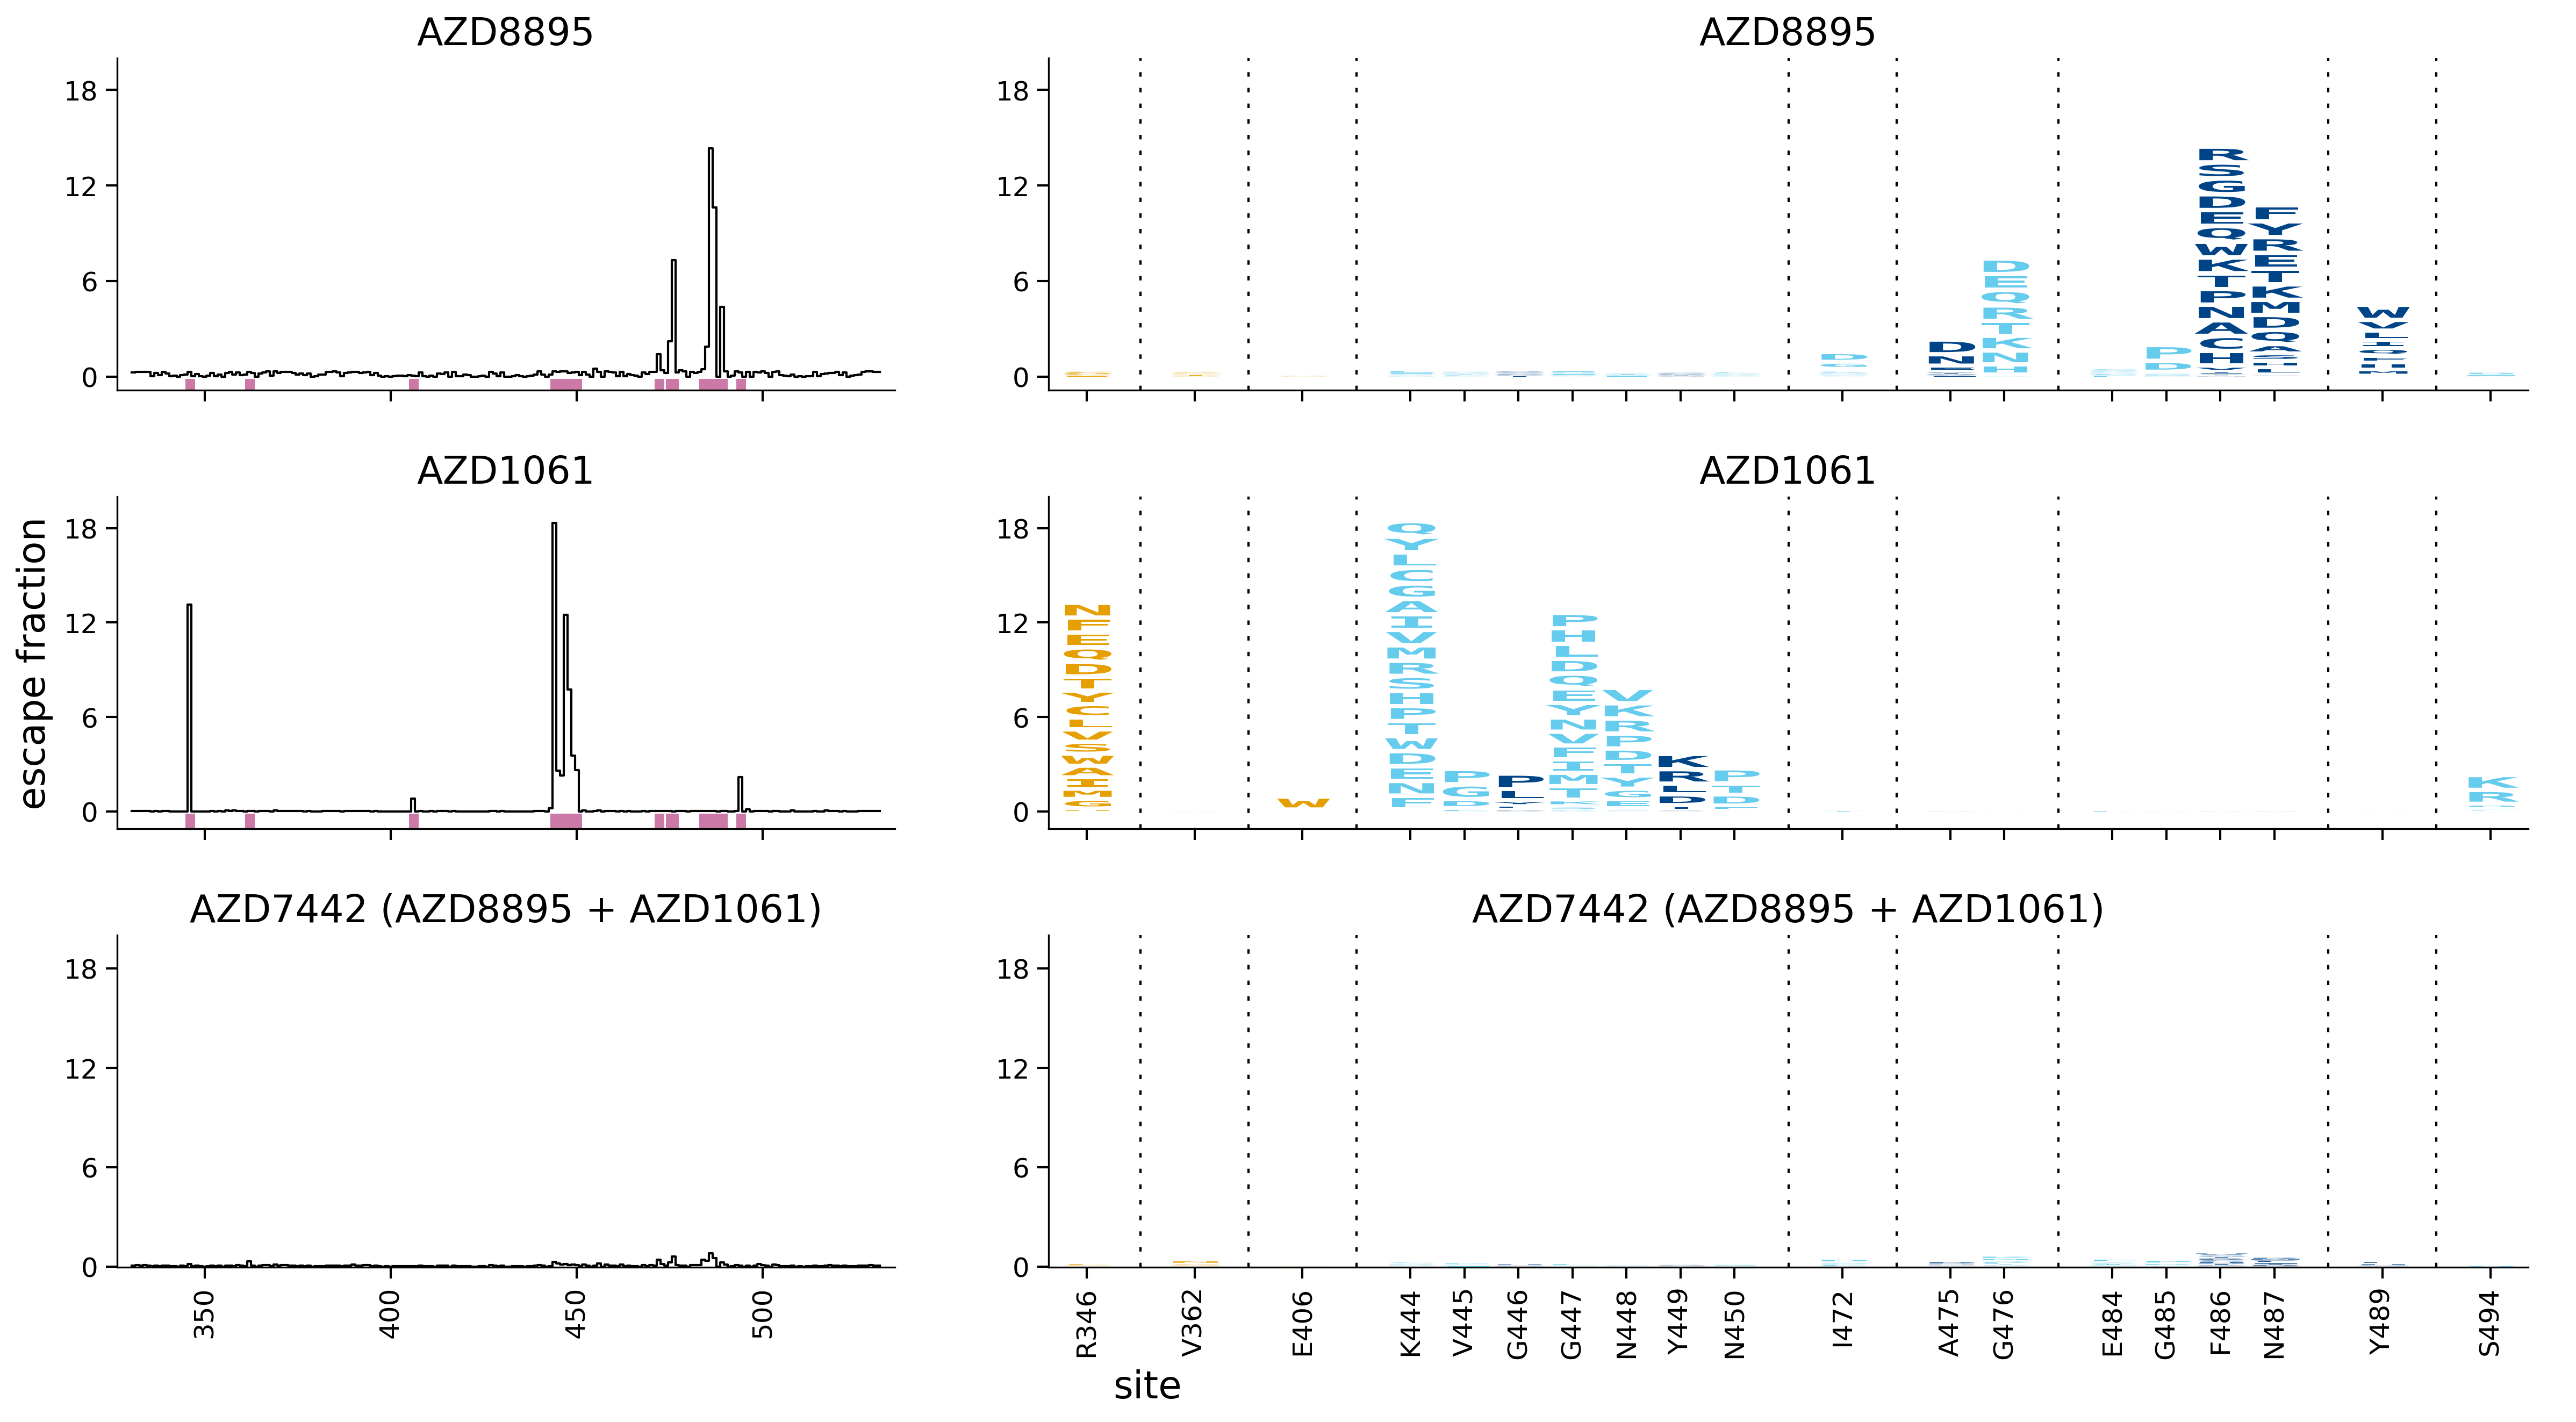 AZD8895
AZD8895
18
12
6
0
18
12
6
0
R
S
G
D
E
Q
W
K
T
P
N
A
C
H
F
Y
R
E
T
K
M
D
Q
A
S
D
E
Q
R
T
K
N
H
D
N
P
D
D
W
V
AZD1061
AZD1061
escape fraction
18
12
6
0
18
12
6
0
N
F
E
Q
D
T
Y
C
L
V
S
W
A
I
M
G
W
Q
Y
L
C
G
A
I
V
M
R
S
H
P
T
W
D
E
N
F
P
G
D
P
L
P
H
L
D
Q
E
Y
N
V
F
I
M
T
K
V
K
R
P
D
T
Y
G
E
K
R
L
D
P
T
D
K
R
AZD7442 (AZD8895 + AZD1061)
AZD7442 (AZD8895 + AZD1061)
18
12
6
0
18
12
6
0
350
400
450
500
R346
V362
E406
K444
V445
G446
G447
N448
Y449
N450
I472
A475
G476
E484
G485
F486
N487
Y489
S494
site